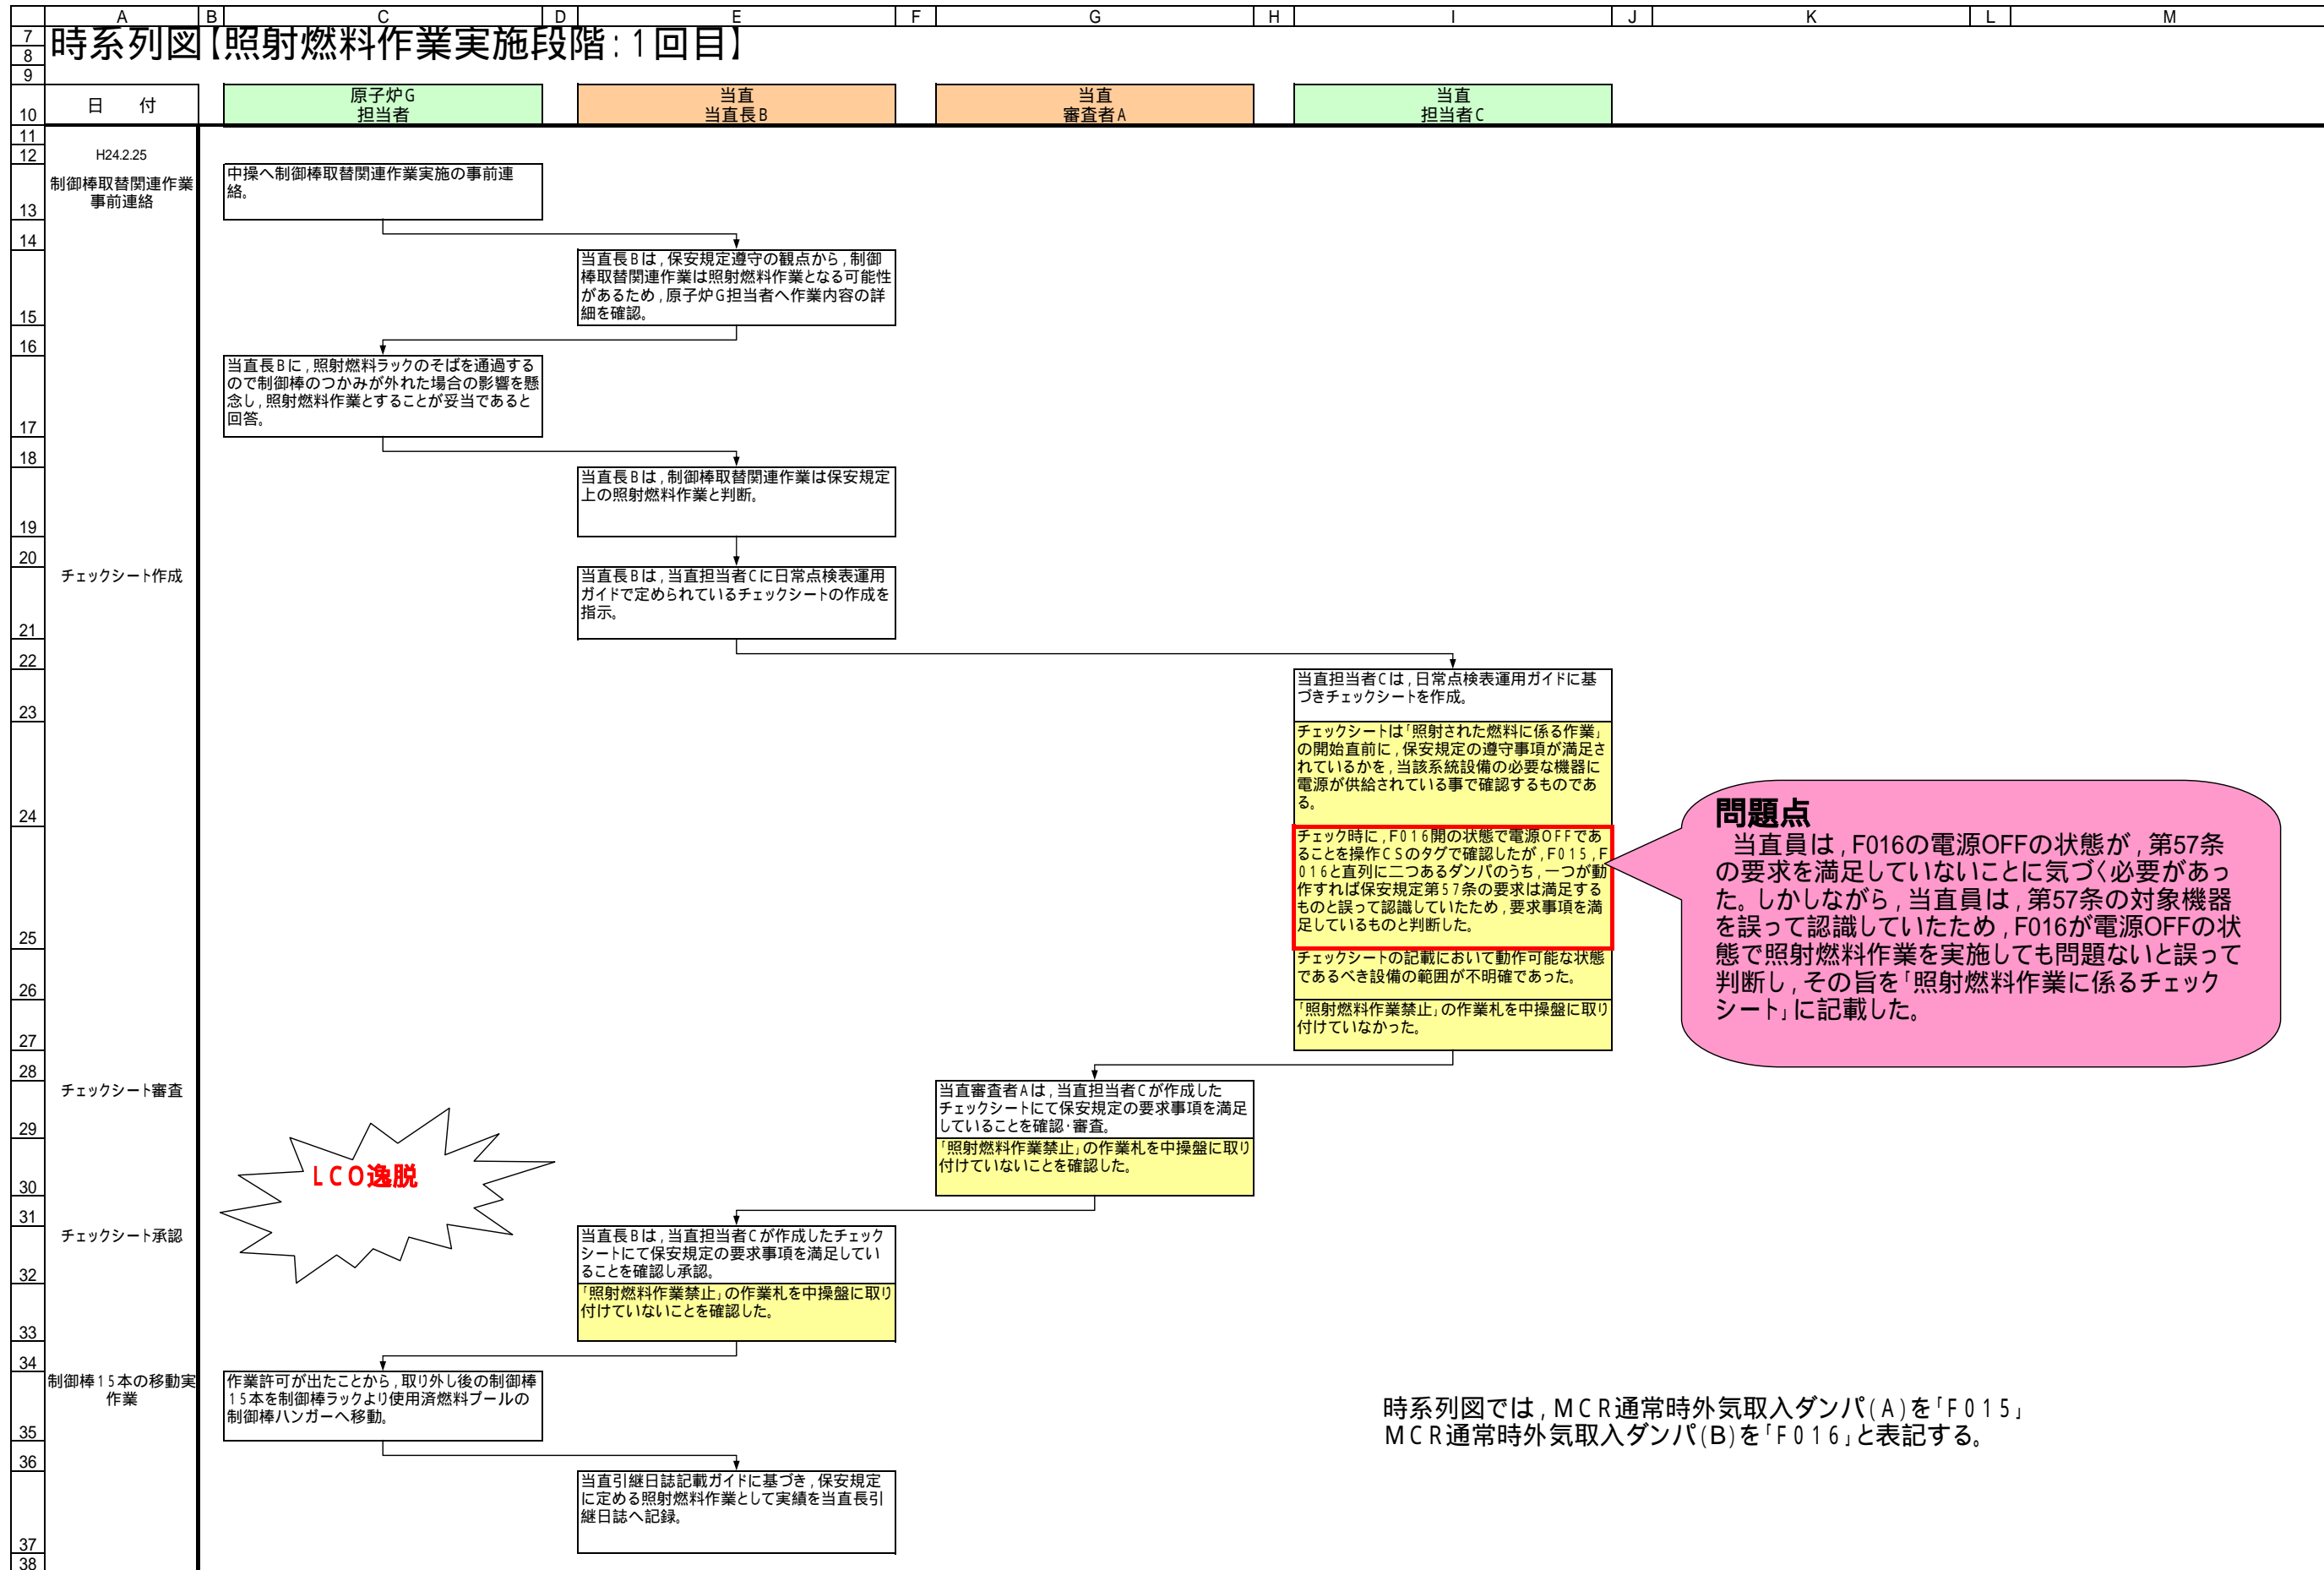 A B C D E F G H I J K L M
7
8
9
時系列図【照射燃料作業実施段階:1回目】
10
日　付
原子炉G
担当者
当直
当直長B
当直
審査者A
当直
担当者C
11
12
H24.2.25
13
制御棒取替関連作業
事前連絡
中操へ制御棒取替関連作業実施の事前連
絡。
14
15
当直長Bは,保安規定遵守の観点から,制御
棒取替関連作業は照射燃料作業となる可能性
があるため,原子炉G担当者へ作業内容の詳
細を確認。
16
17
当直長Bに,照射燃料ラックのそばを通過する
ので制御棒のつかみが外れた場合の影響を懸
念し,照射燃料作業とすることが妥当であると
回答。
18
19
当直長Bは,制御棒取替関連作業は保安規定
上の照射燃料作業と判断。
20
21
チェックシート作成
当直長Bは,当直担当者Cに日常点検表運用
ガイドで定められているチェックシートの作成を
指示。
22
23
当直担当者Cは,日常点検表運用ガイドに基
づきチェックシートを作成。
24
チェックシートは「照射された燃料に係る作業」
の開始直前に,保安規定の遵守事項が満足さ
れているかを,当該系統設備の必要な機器に
電源が供給されている事で確認するものであ
る。
25
チェック時に,F016開の状態で電源OFFであ
ることを操作CSのタグで確認したが,F015,F
016と直列に二つあるダンパのうち,一つが動
作すれば保安規定第57条の要求は満足する
ものと誤って認識していたため,要求事項を満
足しているものと判断した。
問題点
当直員は,F016の電源OFFの状態が,第57条
の要求を満足していないことに気づく必要があっ
た。しかしながら,当直員は,第57条の対象機器
を誤って認識していたため,F016が電源OFFの状
態で照射燃料作業を実施しても問題ないと誤って
判断し,その旨を「照射燃料作業に係るチェック
シート」に記載した。
26
チェックシートの記載において動作可能な状態
であるべき設備の範囲が不明確であった。
27
「照射燃料作業禁止」の作業札を中操盤に取り
付けていなかった。
28
29
チェックシート審査
当直審査者Aは,当直担当者Cが作成した
チェックシートにて保安規定の要求事項を満足
していることを確認・審査。
30
「照射燃料作業禁止」の作業札を中操盤に取り
付けていないことを確認した。
LCO逸脱
31
32
チェックシート承認
当直長Bは,当直担当者Cが作成したチェック
シートにて保安規定の要求事項を満足してい
ることを確認し承認。
33
「照射燃料作業禁止」の作業札を中操盤に取り
付けていないことを確認した。
34
35
制御棒15本の移動実
作業
作業許可が出たことから,取り外し後の制御棒
15本を制御棒ラックより使用済燃料プールの
制御棒ハンガーへ移動。
時系列図では,MCR通常時外気取入ダンパ(A)を「F015」
MCR通常時外気取入ダンパ(B)を「F016」と表記する。
36
37
当直引継日誌記載ガイドに基づき,保安規定
に定める照射燃料作業として実績を当直長引
継日誌へ記録。
38